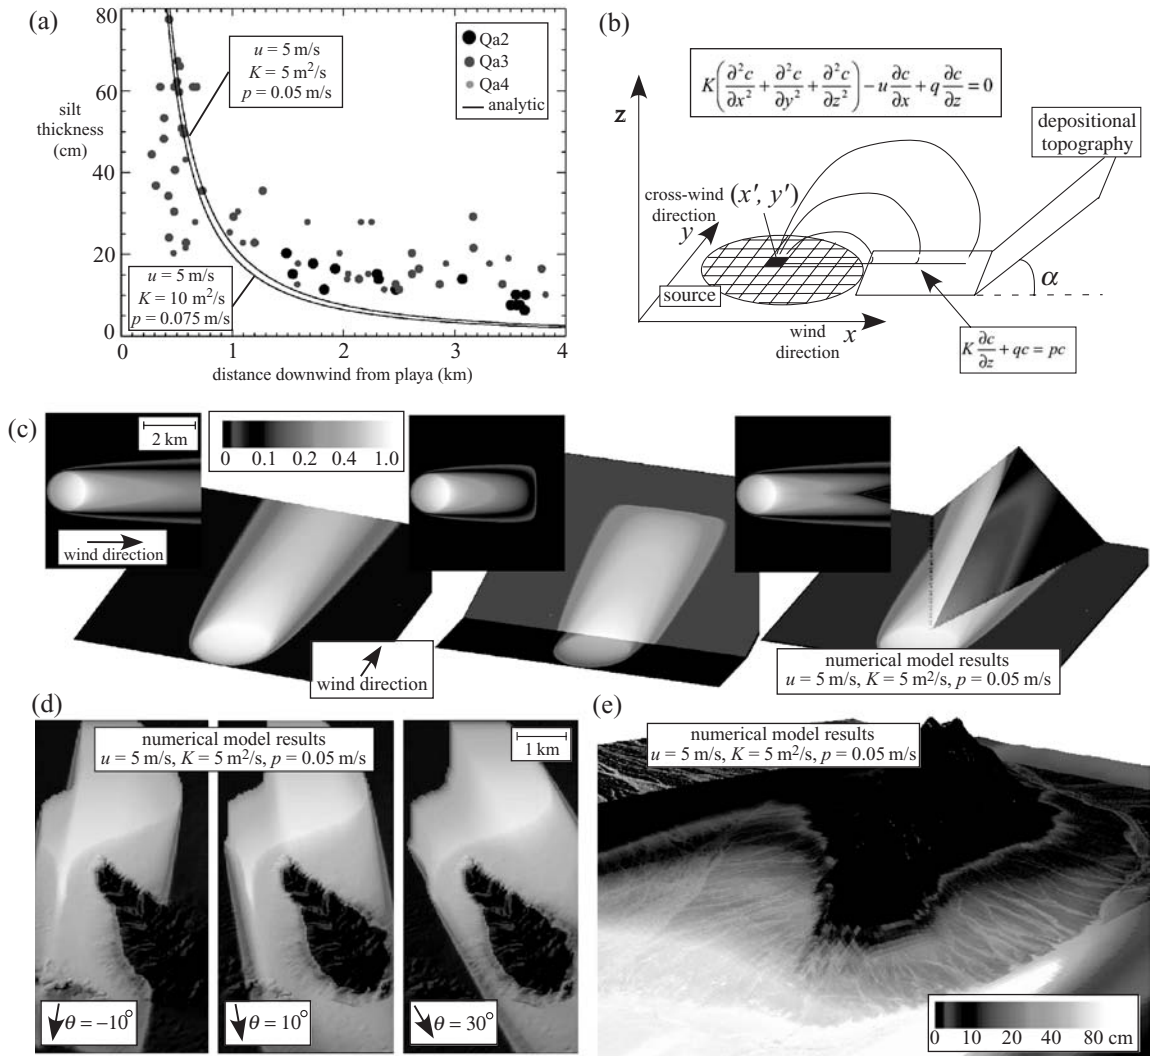 (a)
80
60
40
20
0
silt
thickness
(cm)
u = 5 m/s
K = 5 m²/s
p = 0.05 m/s
Qa2
Qa3
Qa4
analytic
u = 5 m/s
K = 10 m²/s
p = 0.075 m/s
0 1 2 3 4
distance downwind from playa (km)
(b)
K(∂²c/∂x² + ∂²c/∂y² + ∂²c/∂z²) − u ∂c/∂x + q ∂c/∂z = 0
z
depositional
topography
cross-wind
direction
(x′, y′)
y
source
α
wind
direction
x
K ∂c/∂z + qc = pc
(c)
2 km
0 0.1 0.2 0.4 1.0
wind direction
wind direction
numerical model results
u = 5 m/s, K = 5 m²/s, p = 0.05 m/s
(d)
numerical model results
u = 5 m/s, K = 5 m²/s, p = 0.05 m/s
1 km
θ = −10°
θ = 10°
θ = 30°
(e)
numerical model results
u = 5 m/s, K = 5 m²/s, p = 0.05 m/s
0 10 20 40 80 cm